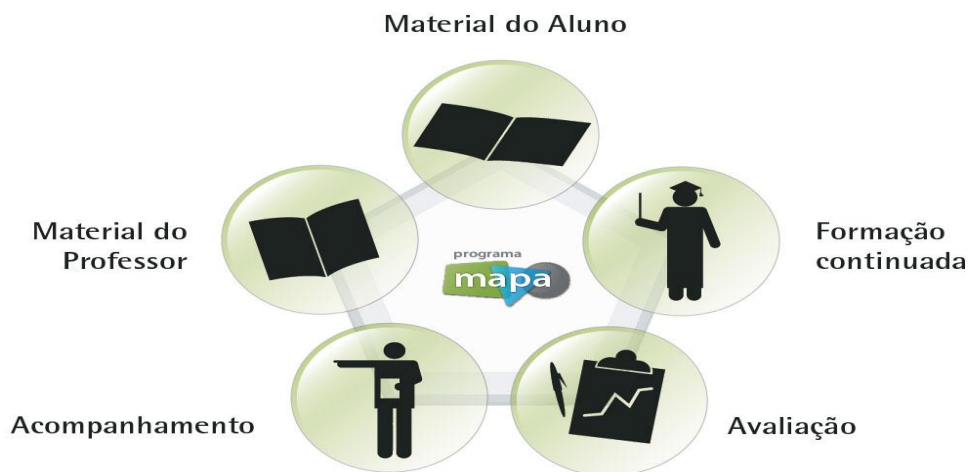 Material do Aluno
Material do
Professor
programa
mapa
Formação
continuada
Acompanhamento
Avaliação